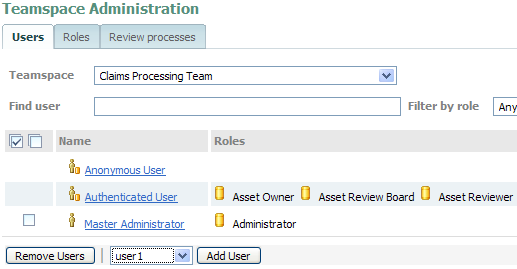 Teamspace Administration
Users Roles Review processes
Teamspace Claims Processing Team
Find user Filter by role Any
Name Roles
Anonymous User
Authenticated User Asset Owner Asset Review Board Asset Reviewer
Master Administrator Administrator
Remove Users user1 Add User